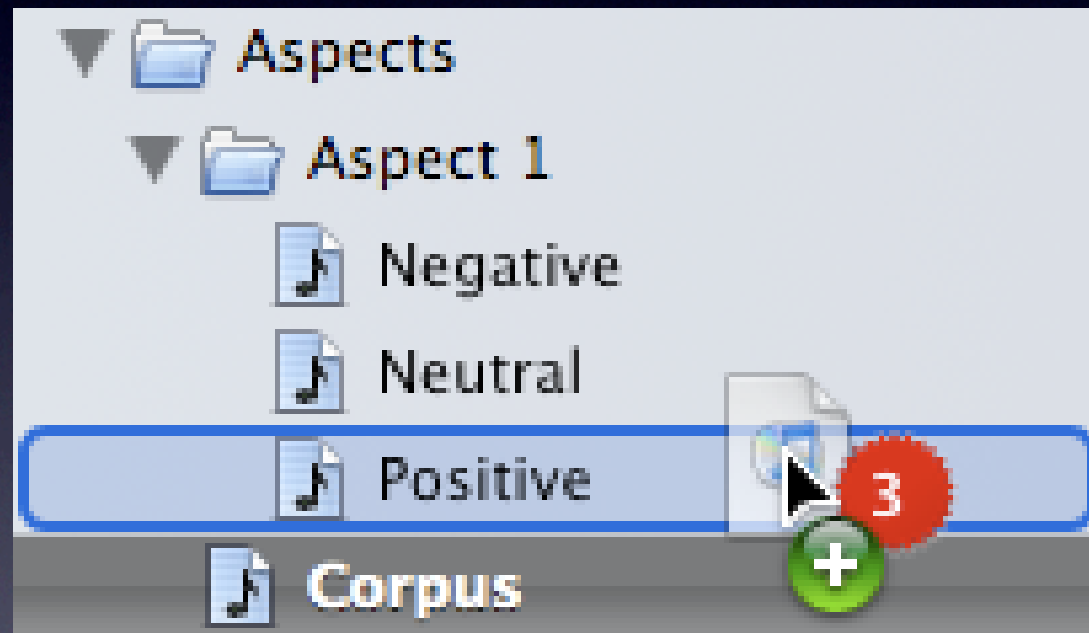 Aspects
Aspect 1
Negative
Neutral
Positive
3
Corpus